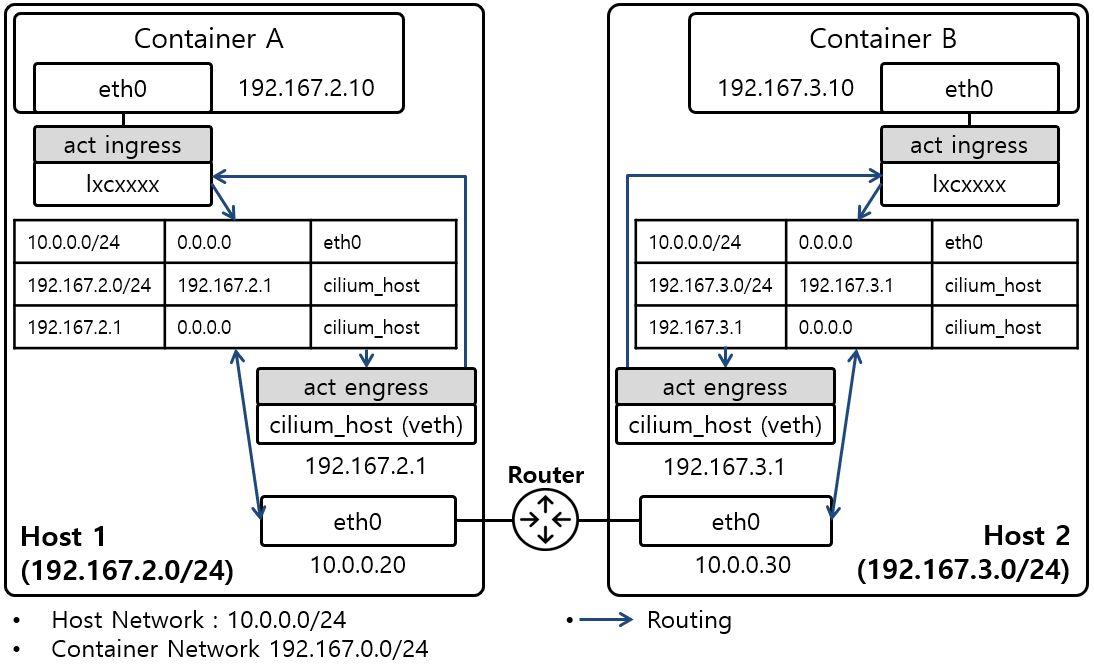 Container A
eth0
192.167.2.10
act ingress
lxcxxxx
10.0.0.0/24 0.0.0.0 eth0
192.167.2.0/24 192.167.2.1 cilium_host
192.167.2.1 0.0.0.0 cilium_host
act engress
cilium_host (veth)
192.167.2.1
eth0
10.0.0.20
Host 1
(192.167.2.0/24)
Router
Container B
192.167.3.10
eth0
act ingress
lxcxxxx
10.0.0.0/24 0.0.0.0 eth0
192.167.3.0/24 192.167.3.1 cilium_host
192.167.3.1 0.0.0.0 cilium_host
act engress
cilium_host (veth)
192.167.3.1
eth0
10.0.0.30
Host 2
(192.167.3.0/24)
• Host Network : 10.0.0.0/24
• Container Network 192.167.0.0/24
• Routing